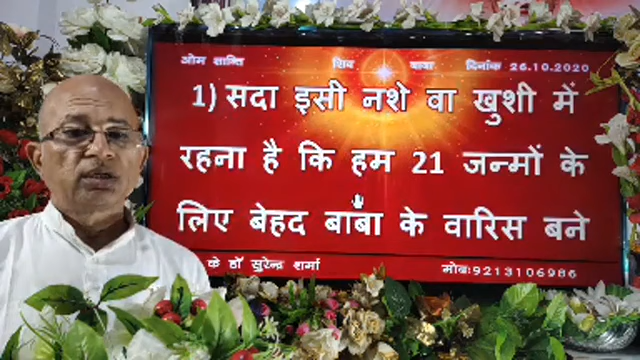 ओम शान्ति शिव बाबा दिनांक 26.10.2020
1) सदा इसी नशे वा खुशी में
रहना है कि हम 21 जन्मों के
लिए बेहद बाबा के वारिस बने
के डॉ सुरेन्द्र शर्मा मोबः9213106986